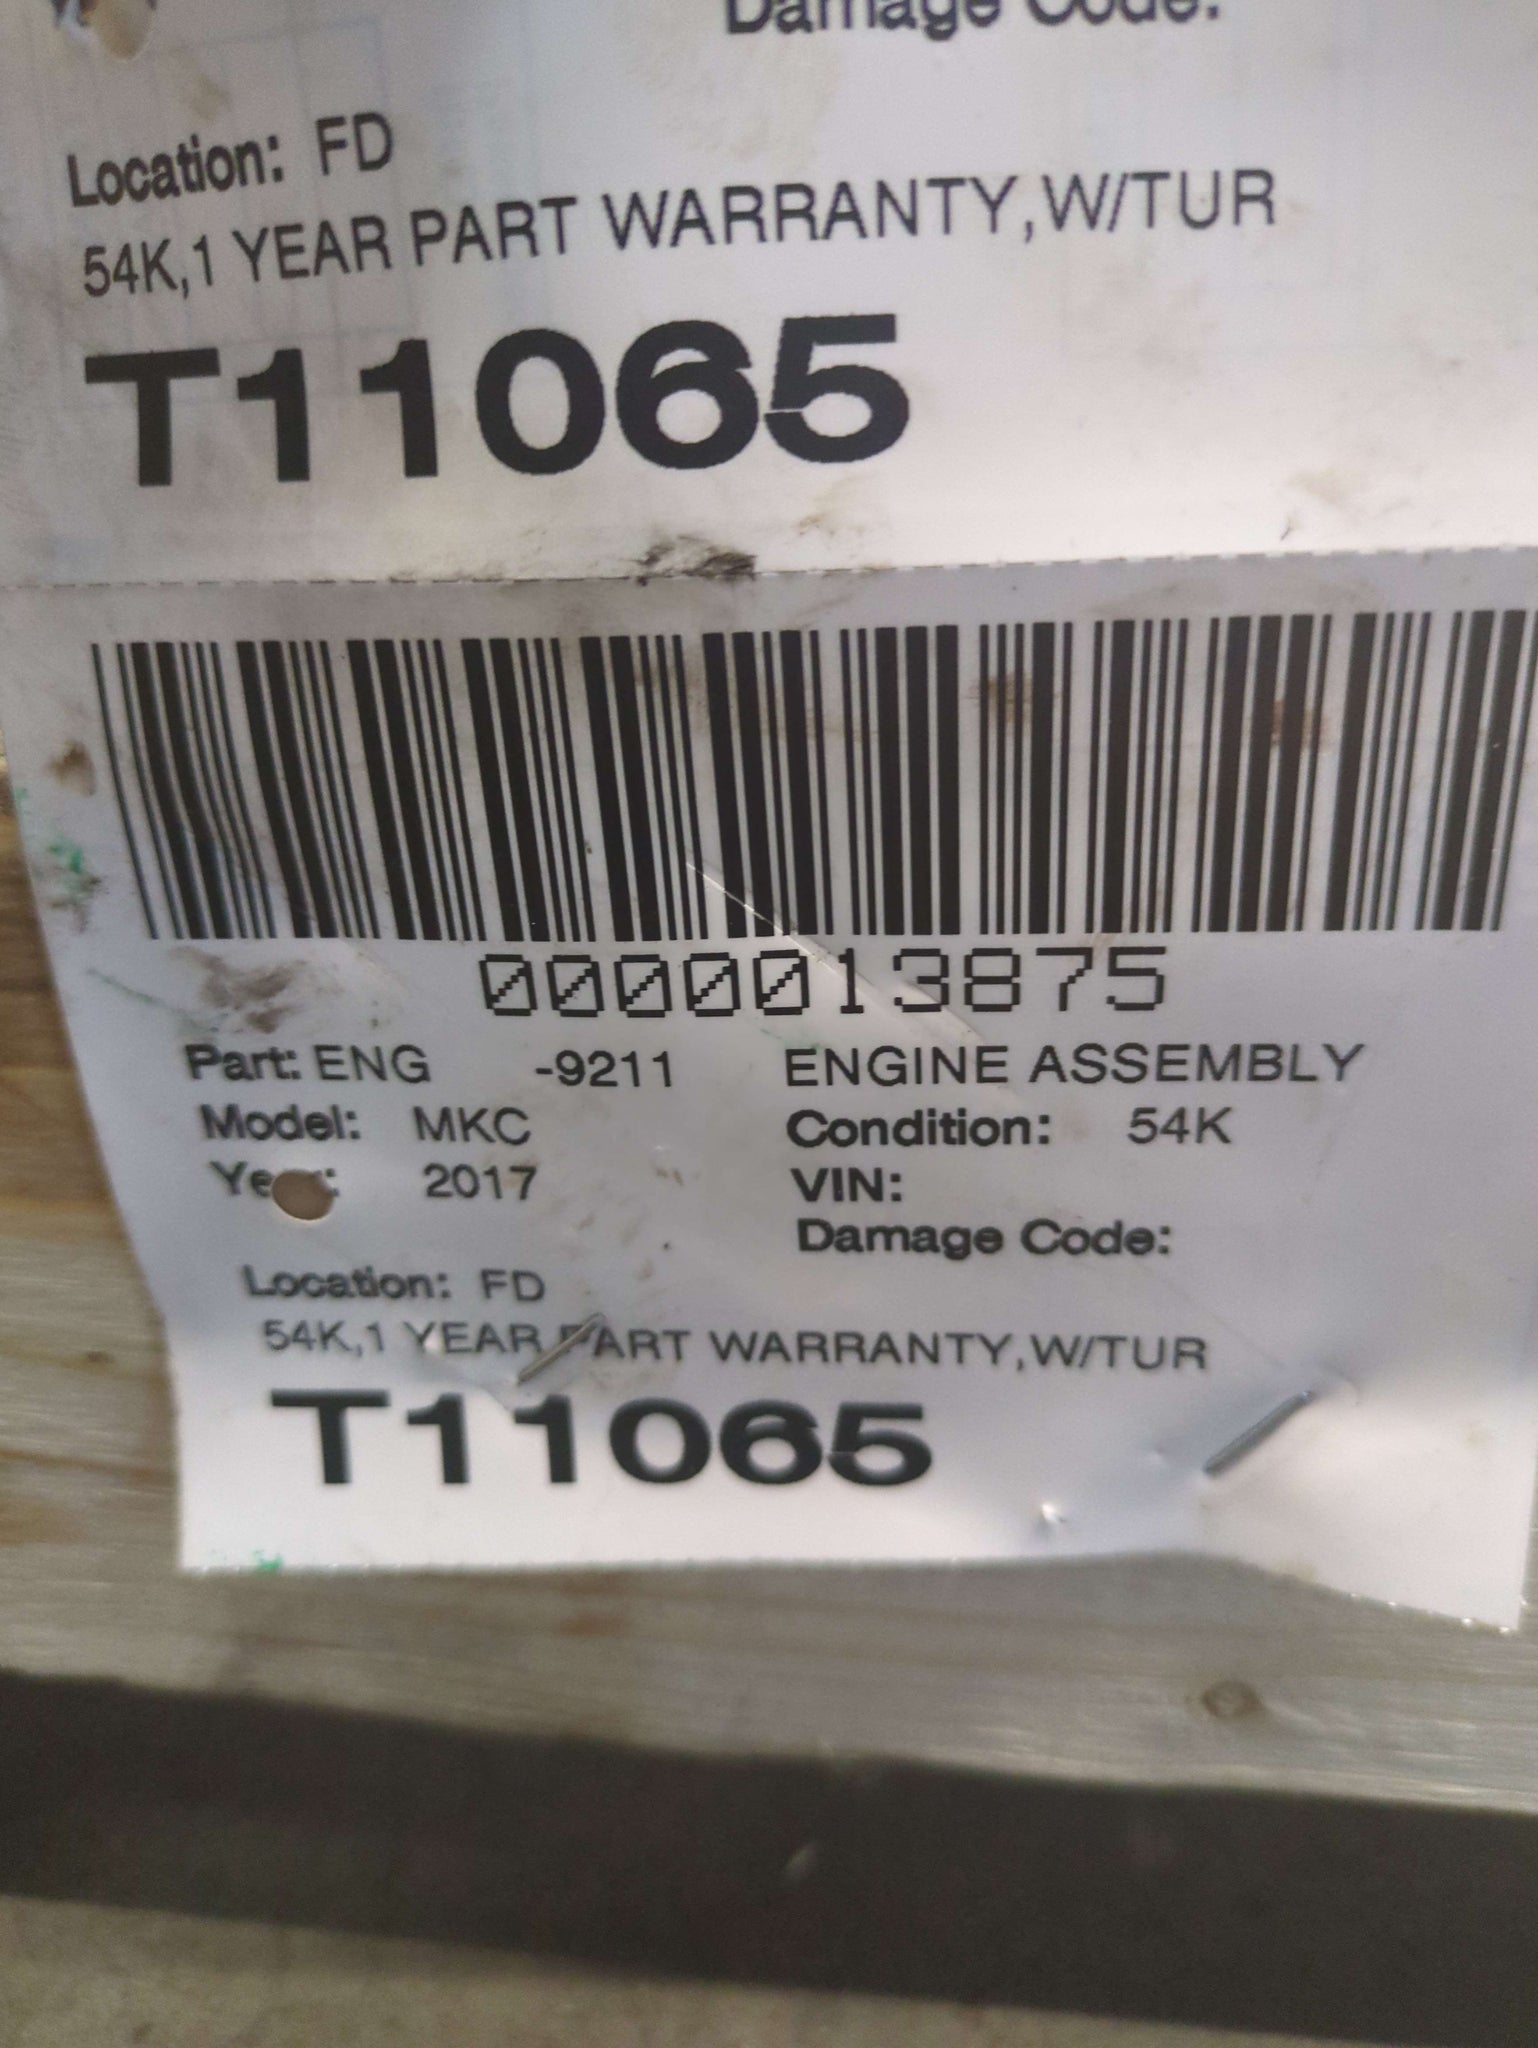 Damage Code:
Location: FD
54K,1 YEAR PART WARRANTY,W/TUR
T11065
0000013875
Part: ENG -9211 ENGINE ASSEMBLY
Model: MKC Condition: 54K
Year: 2017 VIN:
Damage Code:
Location: FD
54K,1 YEAR PART WARRANTY,W/TUR
T11065